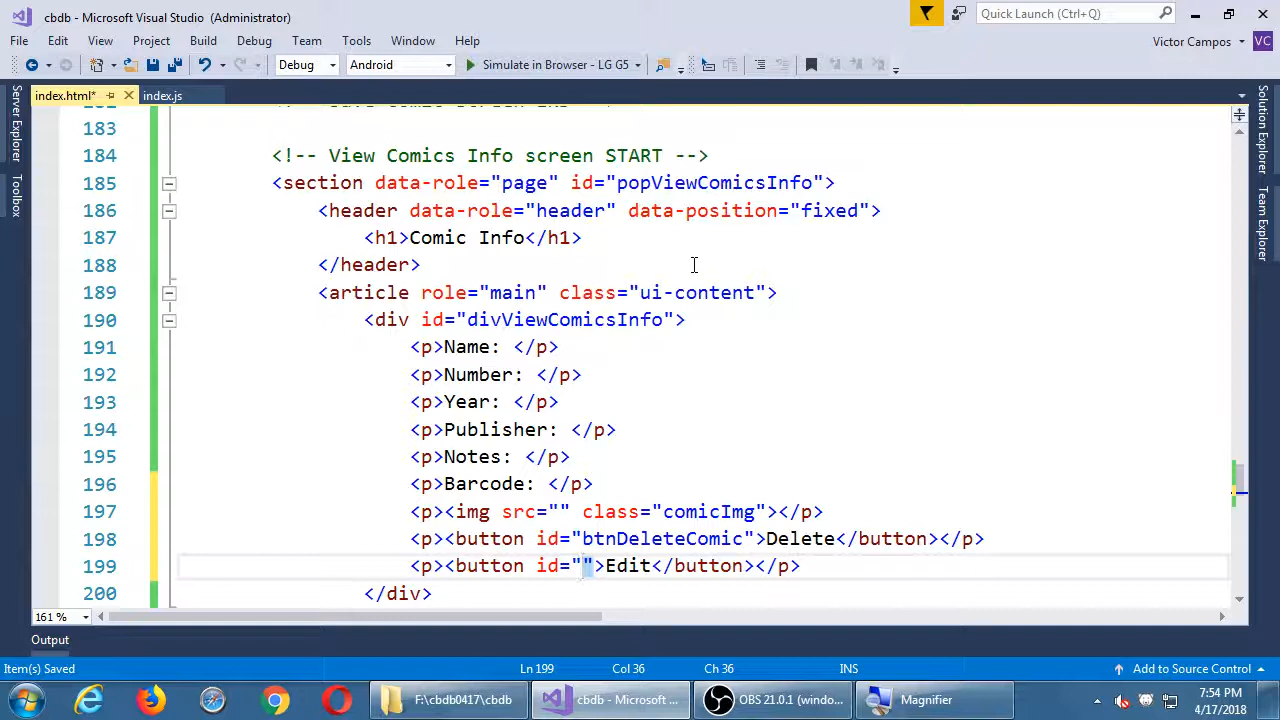 cbdb - Microsoft Visual Studio (Administrator)
Quick Launch (Ctrl+Q)
File Edit View Project Build Debug Team Tools Window Help
Victor Campos VC
Debug Android Simulate in Browser - LG G5
index.html* index.js
Server Explorer
Toolbox
Solution Explorer
Team Explorer
183
184 <!-- View Comics Info screen START -->
185 <section data-role="page" id="popViewComicsInfo">
186 <header data-role="header" data-position="fixed">
187 <h1>Comic Info</h1>
188 </header>
189 <article role="main" class="ui-content">
190 <div id="divViewComicsInfo">
191 <p>Name: </p>
192 <p>Number: </p>
193 <p>Year: </p>
194 <p>Publisher: </p>
195 <p>Notes: </p>
196 <p>Barcode: </p>
197 <p><img src="" class="comicImg"></p>
198 <p><button id="btnDeleteComic">Delete</button></p>
199 <p><button id="">Edit</button></p>
200 </div>
161 %
Output
Item(s) Saved Ln 199 Col 36 Ch 36 INS Add to Source Control
F:\cbdb0417\cbdb cbdb - Microsoft ... OBS 21.0.1 (windo... Magnifier
7:54 PM
4/17/2018